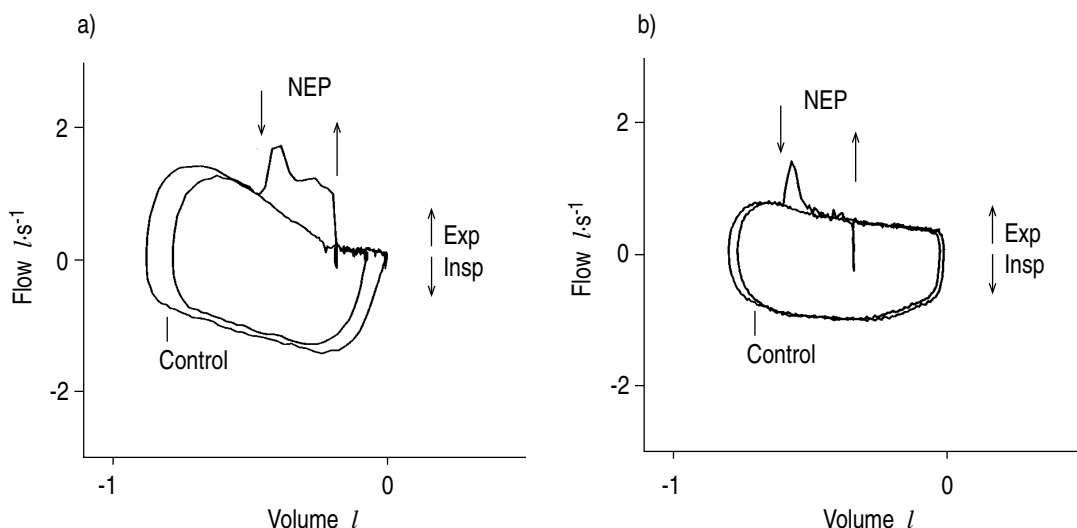 a)
NEP
2
0
-2
Flow l·s⁻¹
Exp
Insp
Control
-1
0
Volume l
b)
NEP
2
0
-2
Flow l·s⁻¹
Exp
Insp
Control
-1
0
Volume l